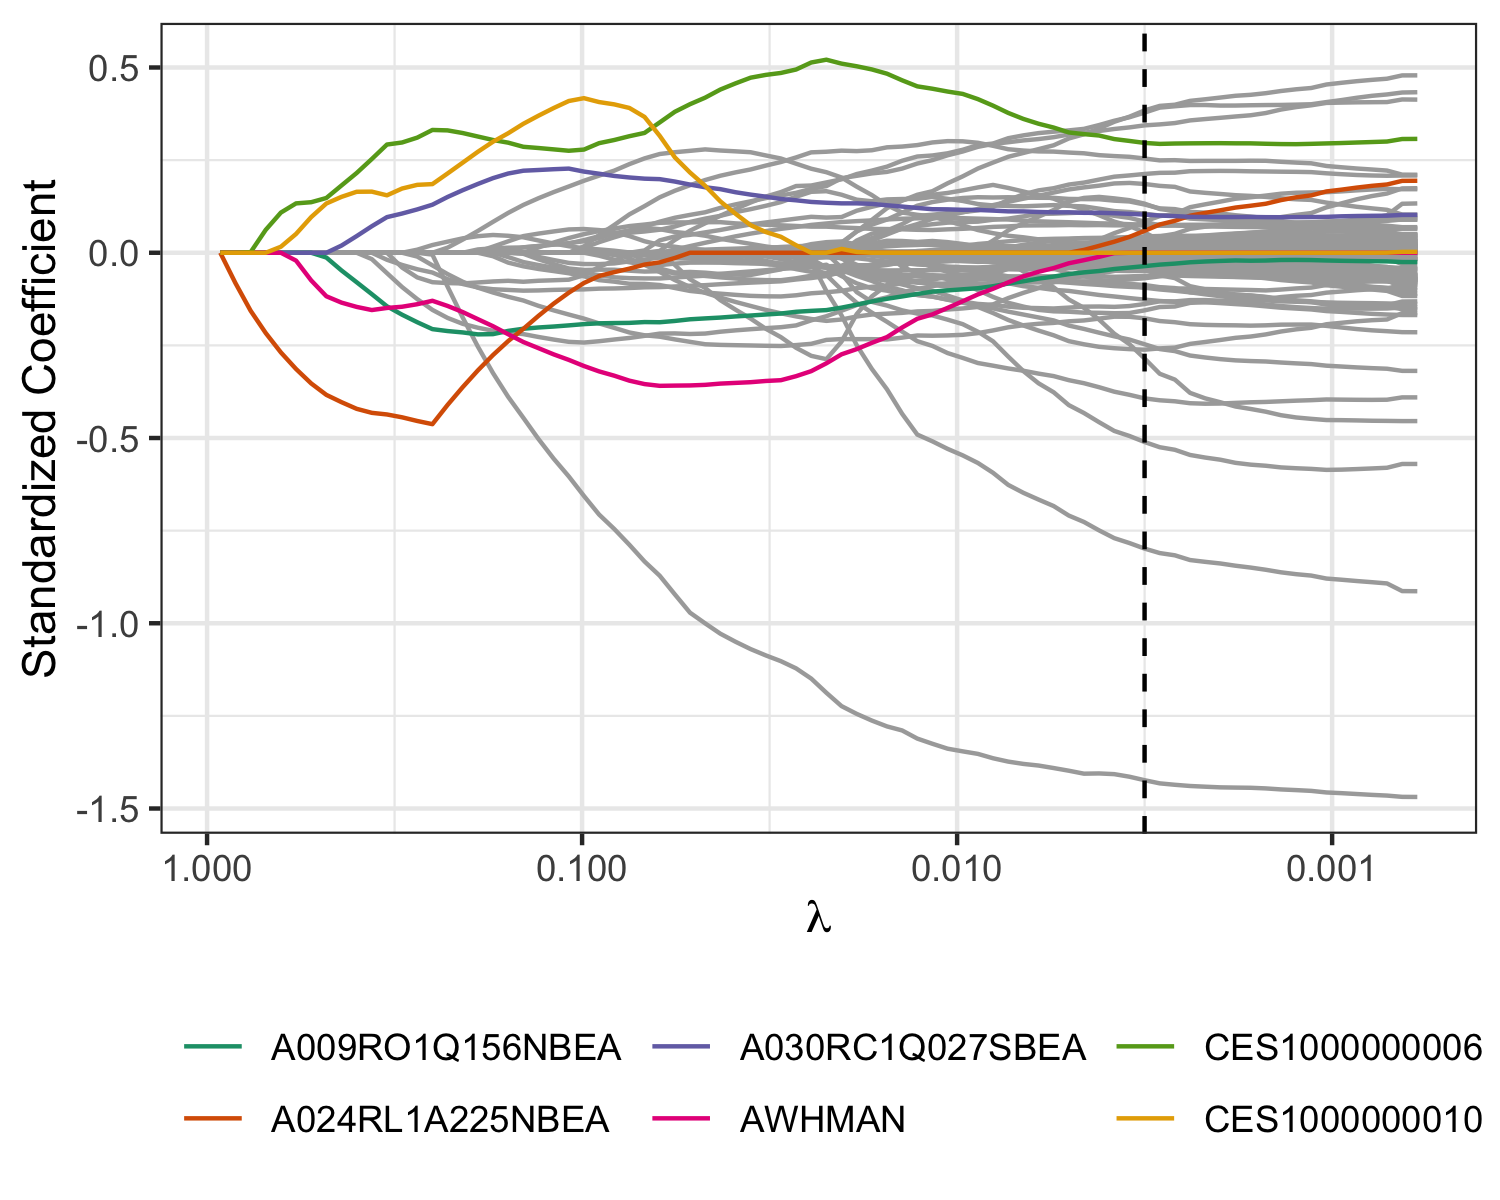 Standardized Coefficient
0.5
0.0
-0.5
-1.0
-1.5
1.000 0.100 0.010 0.001
λ
A009RO1Q156NBEA A030RC1Q027SBEA CES1000000006
A024RL1A225NBEA AWHMAN CES1000000010